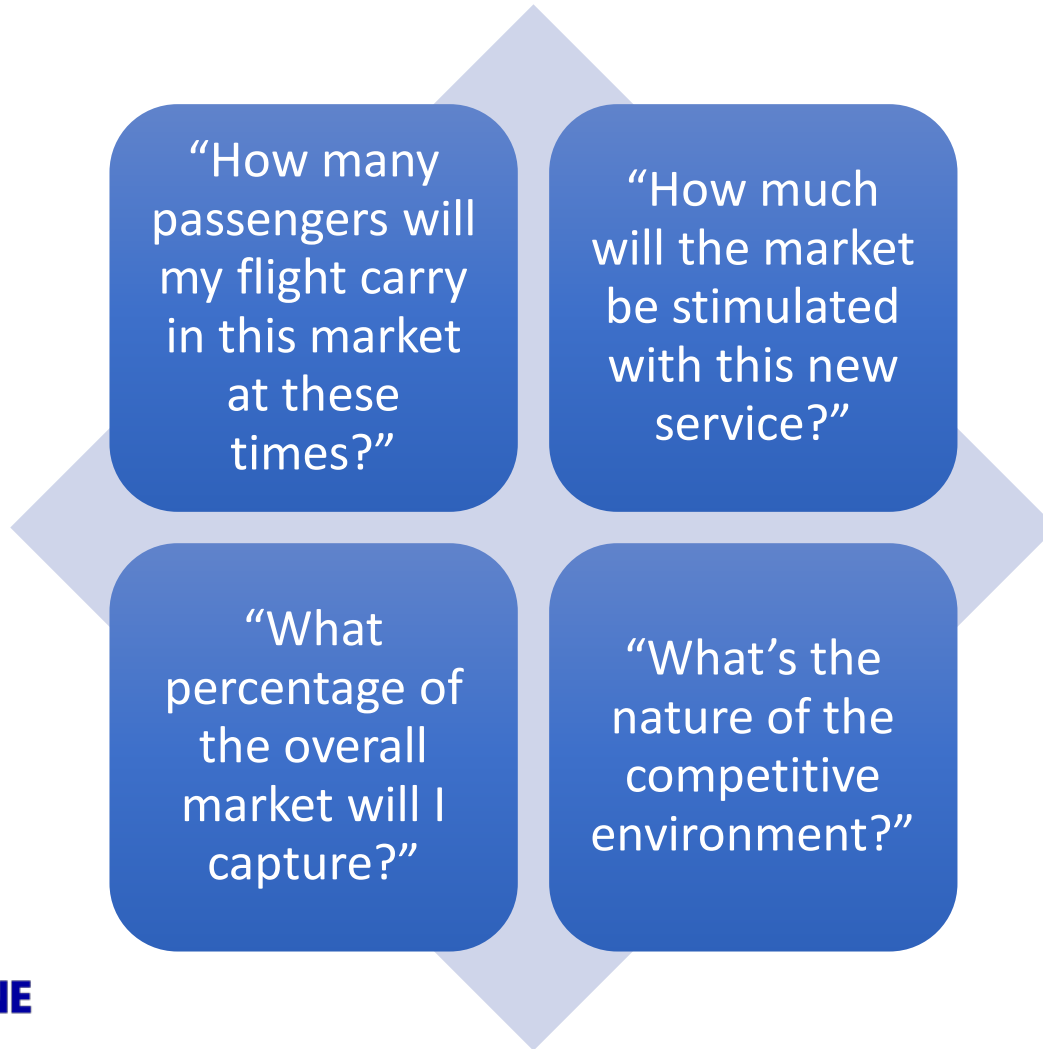 “How many
passengers will
my flight carry
in this market
at these
times?”
“How much
will the market
be stimulated
with this new
service?”
“What
percentage of
the overall
market will I
capture?”
“What’s the
nature of the
competitive
environment?”
NE